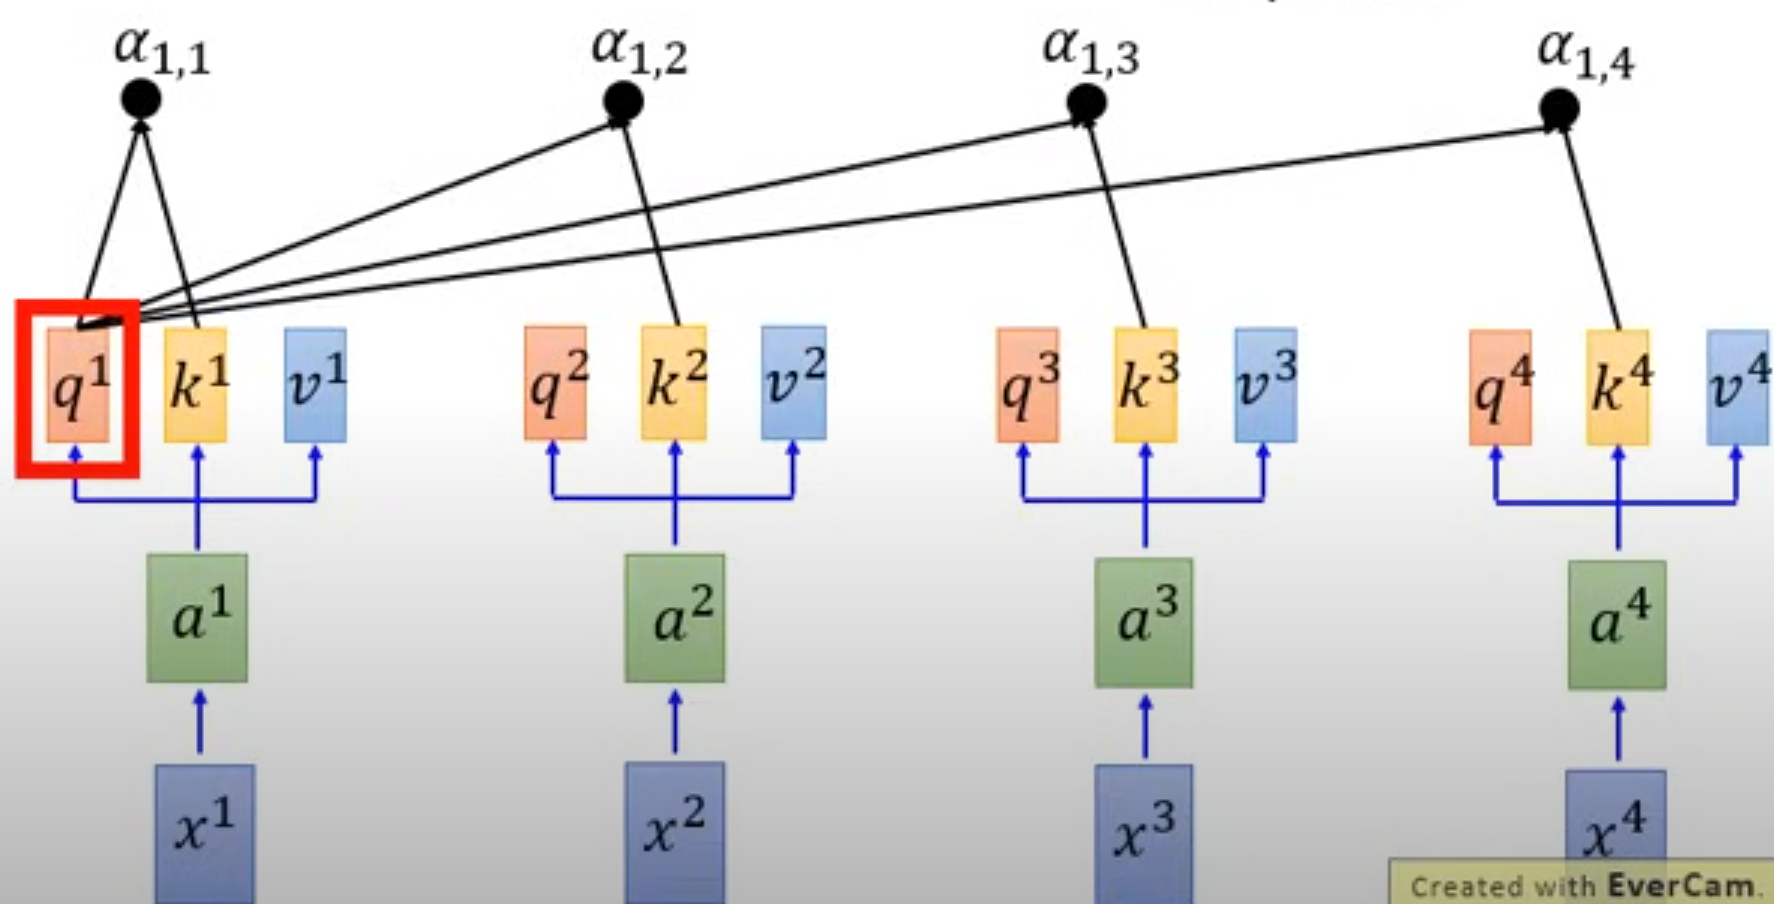 α₁,₁ α₁,₂ α₁,₃ α₁,₄
q¹ k¹ v¹ q² k² v² q³ k³ v³ q⁴ k⁴ v⁴
a¹ a² a³ a⁴
x¹ x² x³ x⁴
Created with EverCam.